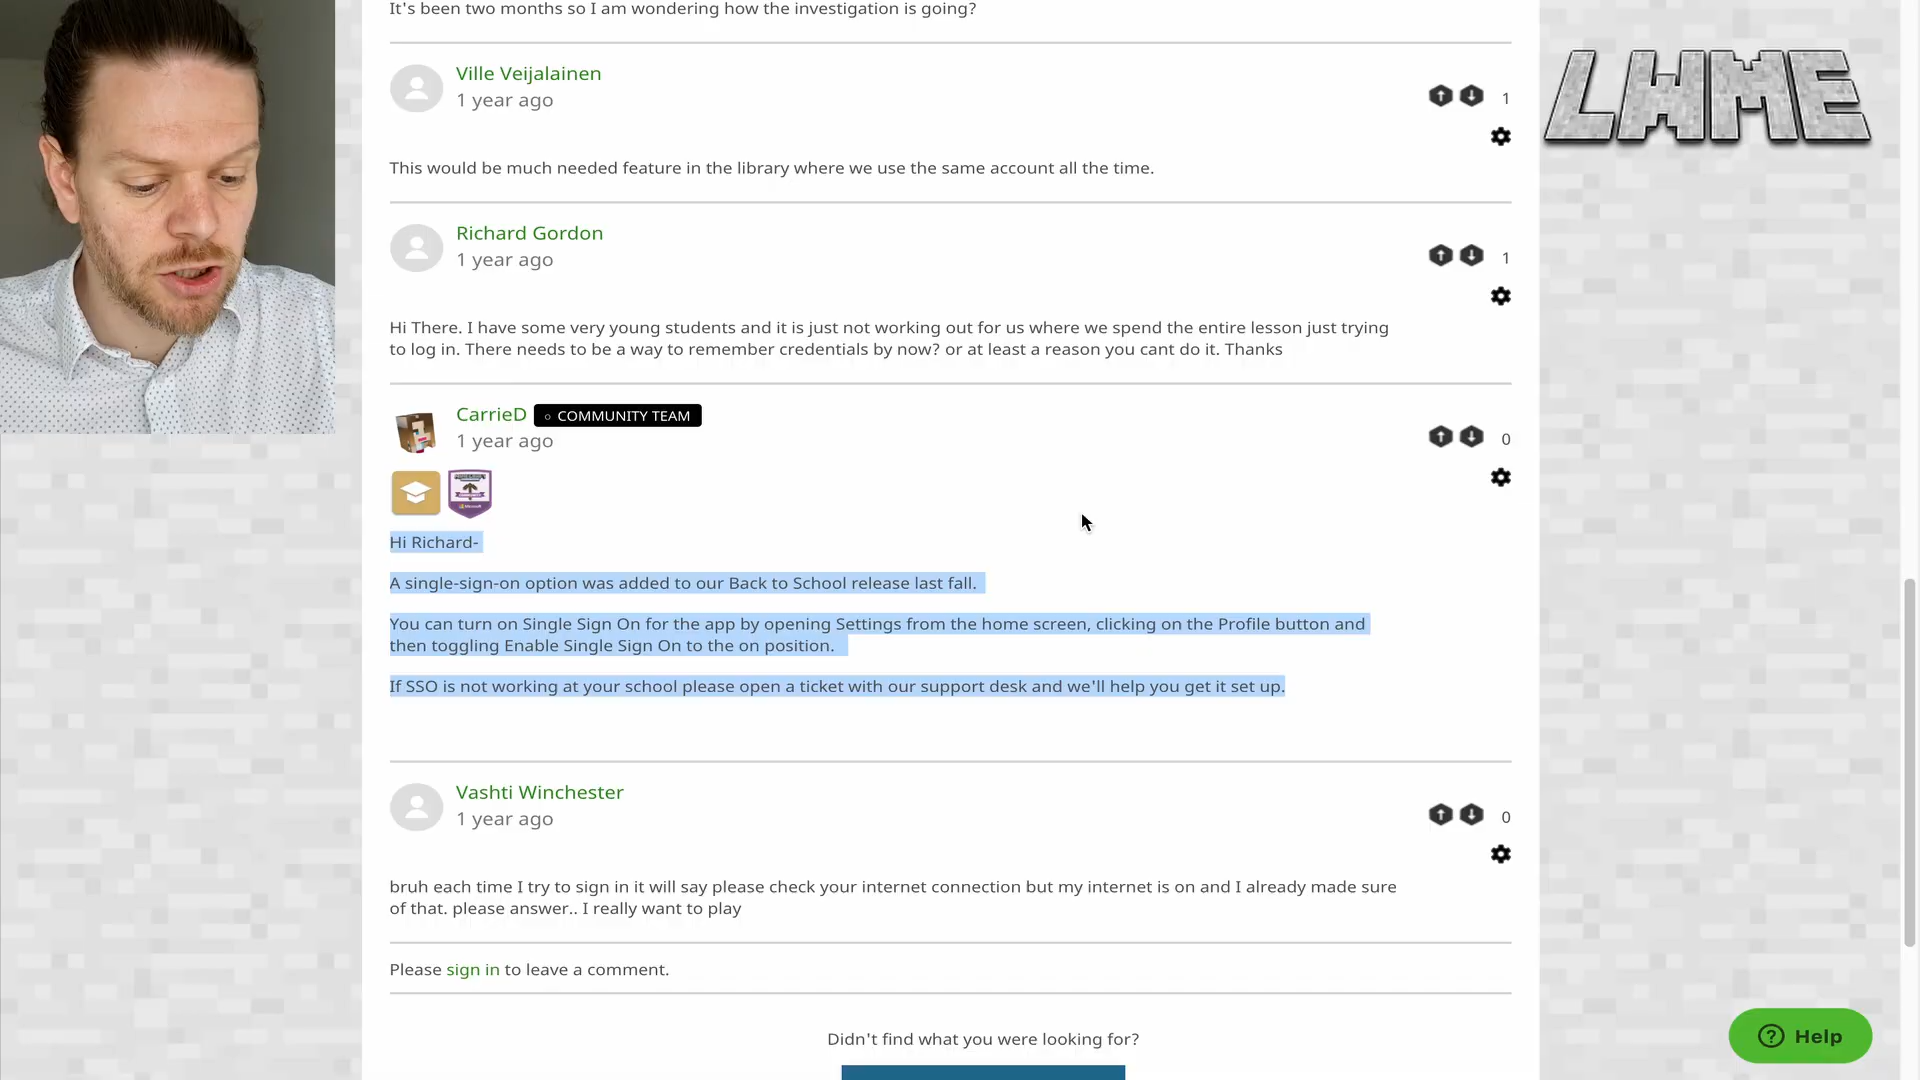 It's been two months so I am wondering how the investigation is going?
LWME
Ville Veijalainen
1 year ago
1
This would be much needed feature in the library where we use the same account all the time.
Richard Gordon
1 year ago
1
Hi There. I have some very young students and it is just not working out for us where we spend the entire lesson just trying
to log in. There needs to be a way to remember credentials by now? or at least a reason you cant do it. Thanks
CarrieD COMMUNITY TEAM
1 year ago
0
Hi Richard-
A single-sign-on option was added to our Back to School release last fall.
You can turn on Single Sign On for the app by opening Settings from the home screen, clicking on the Profile button and
then toggling Enable Single Sign On to the on position.
If SSO is not working at your school please open a ticket with our support desk and we'll help you get it set up.
Vashti Winchester
1 year ago
0
bruh each time I try to sign in it will say please check your internet connection but my internet is on and I already made sure
of that. please answer.. I really want to play
Please sign in to leave a comment.
Didn't find what you were looking for?
Help